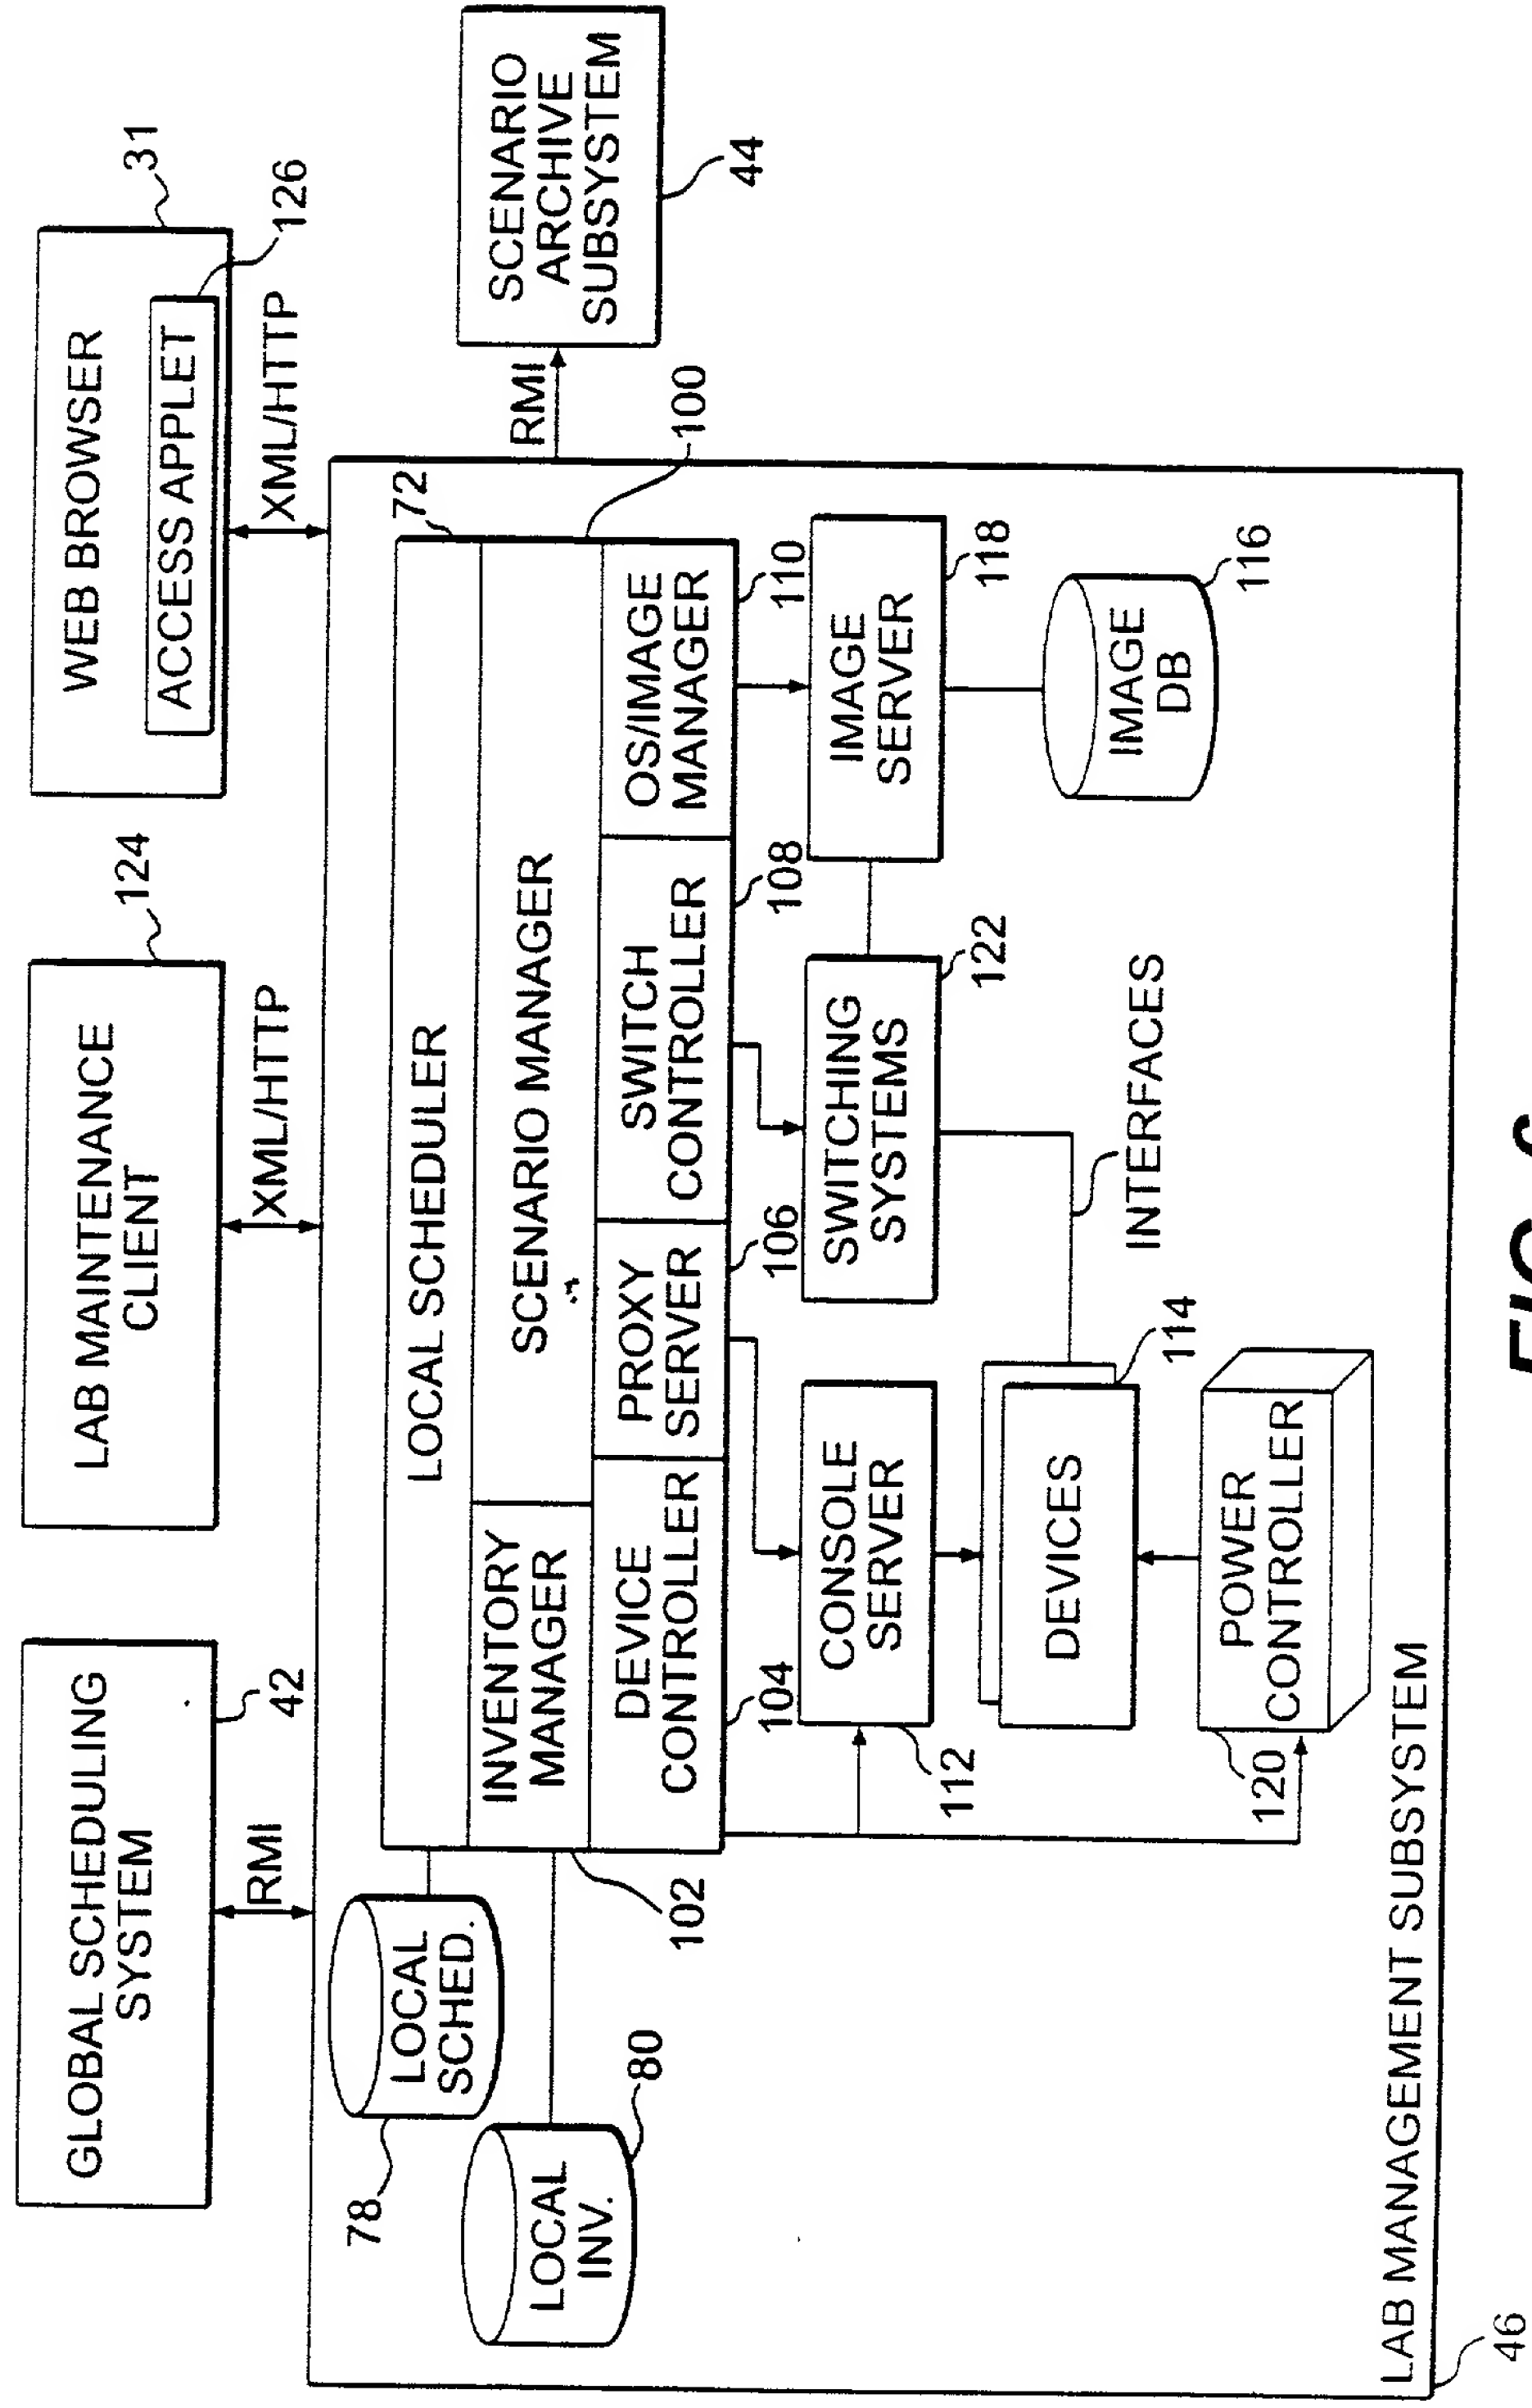 GLOBAL SCHEDULING
SYSTEM
42
RMI
LAB MAINTENANCE
CLIENT
124
XML/HTTP
WEB BROWSER
31
ACCESS APPLET
126
XML/HTTP
SCENARIO
ARCHIVE
SUBSYSTEM
44
RMI
LOCAL
SCHED.
78
LOCAL
INV.
80
LOCAL SCHEDULER
72
INVENTORY
MANAGER
102
SCENARIO MANAGER
100
DEVICE
CONTROLLER
104
PROXY
SERVER
106
SWITCH
CONTROLLER
108
OS/IMAGE
MANAGER
110
CONSOLE
SERVER
112
SWITCHING
SYSTEMS
122
IMAGE
SERVER
118
DEVICES
114
INTERFACES
IMAGE
DB
116
POWER
CONTROLLER
120
LAB MANAGEMENT SUBSYSTEM
46